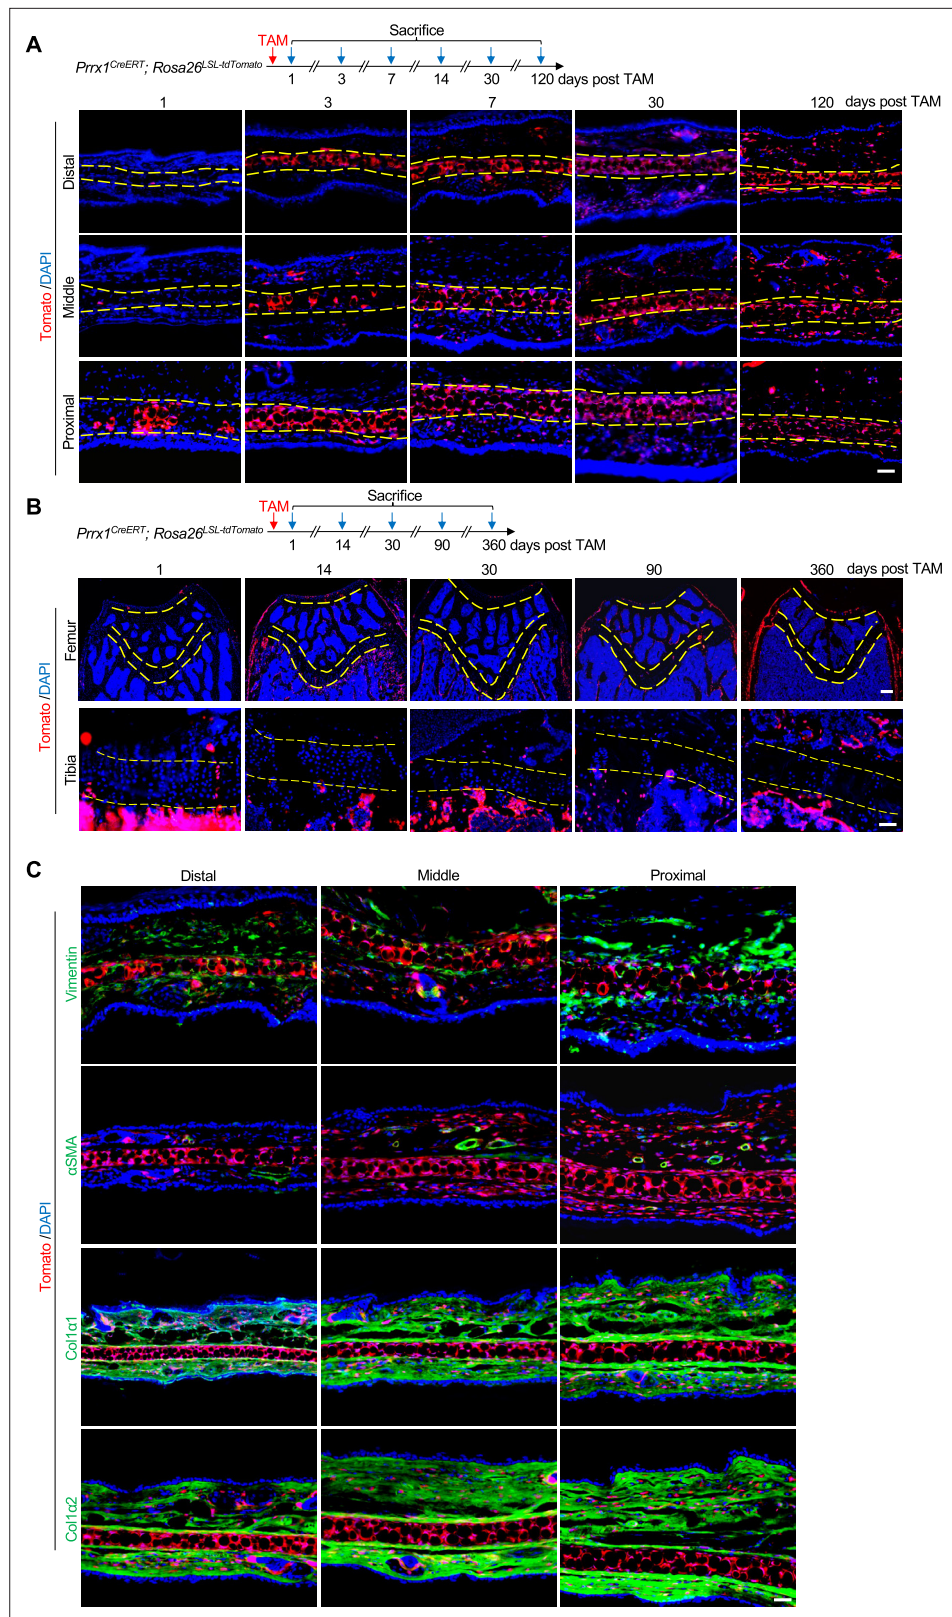 A
Sacrifice
TAM
Prrx1CreERT; Rosa26LSL-tdTomato
1 3 7 14 30 120 days post TAM
1 3 7 30 120 days post TAM
Distal
Middle
Proximal
Tomato /DAPI
B
Sacrifice
TAM
Prrx1CreERT; Rosa26LSL-tdTomato
1 14 30 90 360 days post TAM
1 14 30 90 360 days post TAM
Femur
Tibia
Tomato /DAPI
C
Distal Middle Proximal
Vimentin
αSMA
Col1α1
Col1α2
Tomato /DAPI